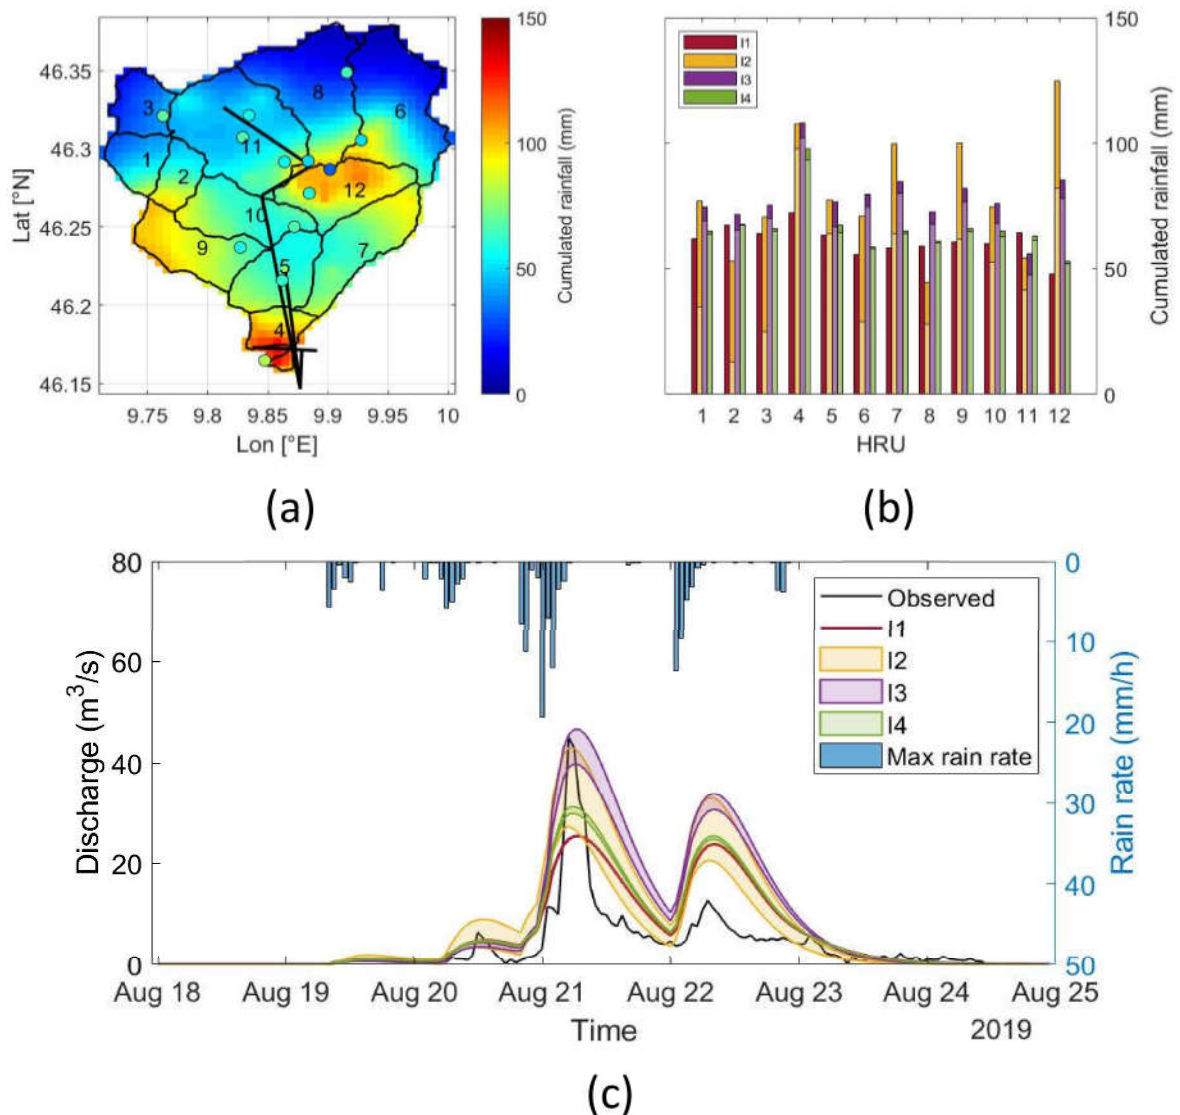 46.35
46.3
46.25
46.2
46.15
Lat [°N]
9.75 9.8 9.85 9.9 9.95 10
Lon [°E]
3
8
6
11
1
2
12
10
9
7
5
4
150
100
50
0
Cumulated rainfall (mm)
(a)
I1
I2
I3
I4
150
100
50
0
Cumulated rainfall (mm)
1 2 3 4 5 6 7 8 9 10 11 12
HRU
(b)
80
60
40
20
0
Discharge (m³/s)
Observed
I1
I2
I3
I4
Max rain rate
0
10
20
30
40
50
Rain rate (mm/h)
Aug 18 Aug 19 Aug 20 Aug 21 Aug 22 Aug 23 Aug 24 Aug 25
Time
2019
(c)